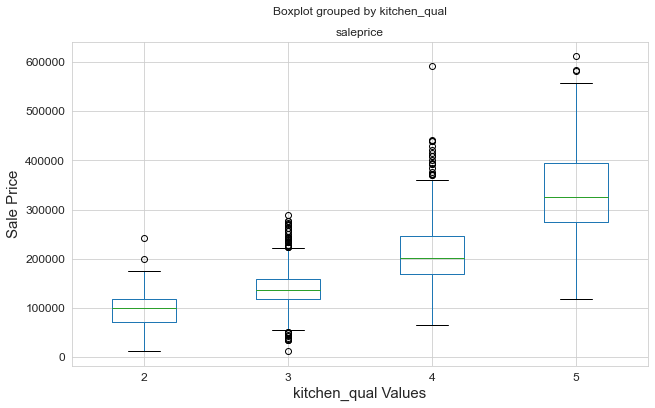 Boxplot grouped by kitchen_qual
saleprice
600000
500000
400000
300000
200000
100000
0
Sale Price
2 3 4 5
kitchen_qual Values